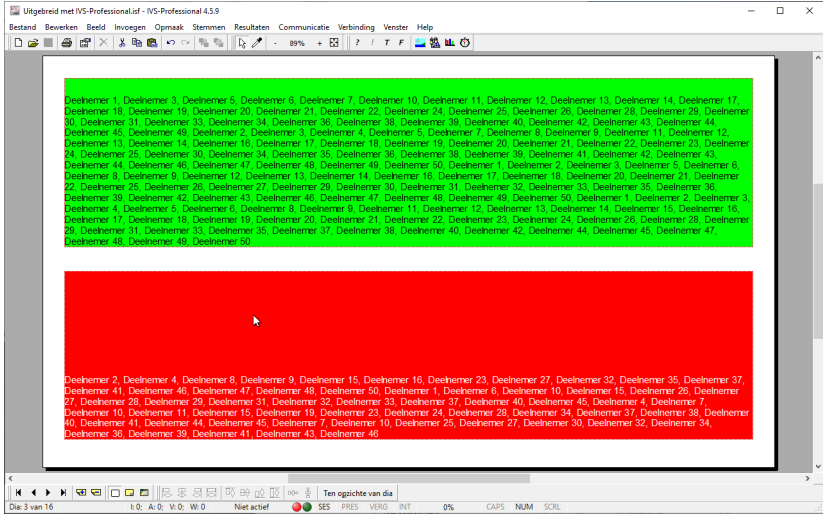 Uitgebreid met IVS-Professional.isf - IVS-Professional 4.5.9
Bestand Bewerken Beeld Invoegen Opmaak Stemmen Resultaten Communicatie Verbinding Venster Help
- 89% + ? ! T F
Deelnemer 1, Deelnemer 3, Deelnemer 5, Deelnemer 6, Deelnemer 7, Deelnemer 10, Deelnemer 11, Deelnemer 12, Deelnemer 13, Deelnemer 14, Deelnemer 17,
Deelnemer 18, Deelnemer 19, Deelnemer 20, Deelnemer 21, Deelnemer 22, Deelnemer 24, Deelnemer 25, Deelnemer 26, Deelnemer 28, Deelnemer 29, Deelnemer
30, Deelnemer 31, Deelnemer 33, Deelnemer 34, Deelnemer 36, Deelnemer 38, Deelnemer 39, Deelnemer 40, Deelnemer 42, Deelnemer 43, Deelnemer 44,
Deelnemer 45, Deelnemer 49, Deelnemer 2, Deelnemer 3, Deelnemer 4, Deelnemer 5, Deelnemer 7, Deelnemer 8, Deelnemer 9, Deelnemer 11, Deelnemer 12,
Deelnemer 13, Deelnemer 14, Deelnemer 16, Deelnemer 17, Deelnemer 18, Deelnemer 19, Deelnemer 20, Deelnemer 21, Deelnemer 22, Deelnemer 23, Deelnemer
24, Deelnemer 25, Deelnemer 30, Deelnemer 34, Deelnemer 35, Deelnemer 36, Deelnemer 38, Deelnemer 39, Deelnemer 41, Deelnemer 42, Deelnemer 43,
Deelnemer 44, Deelnemer 46, Deelnemer 47, Deelnemer 48, Deelnemer 49, Deelnemer 50, Deelnemer 1, Deelnemer 2, Deelnemer 3, Deelnemer 5, Deelnemer 6,
Deelnemer 8, Deelnemer 9, Deelnemer 12, Deelnemer 13, Deelnemer 14, Deelnemer 16, Deelnemer 17, Deelnemer 18, Deelnemer 20, Deelnemer 21, Deelnemer
22, Deelnemer 25, Deelnemer 26, Deelnemer 27, Deelnemer 29, Deelnemer 30, Deelnemer 31, Deelnemer 32, Deelnemer 33, Deelnemer 35, Deelnemer 36,
Deelnemer 39, Deelnemer 42, Deelnemer 43, Deelnemer 46, Deelnemer 47, Deelnemer 48, Deelnemer 49, Deelnemer 50, Deelnemer 1, Deelnemer 2, Deelnemer 3,
Deelnemer 4, Deelnemer 5, Deelnemer 6, Deelnemer 8, Deelnemer 9, Deelnemer 11, Deelnemer 12, Deelnemer 13, Deelnemer 14, Deelnemer 15, Deelnemer 16,
Deelnemer 17, Deelnemer 18, Deelnemer 19, Deelnemer 20, Deelnemer 21, Deelnemer 22, Deelnemer 23, Deelnemer 24, Deelnemer 26, Deelnemer 28, Deelnemer
29, Deelnemer 31, Deelnemer 33, Deelnemer 35, Deelnemer 37, Deelnemer 38, Deelnemer 40, Deelnemer 42, Deelnemer 44, Deelnemer 45, Deelnemer 47,
Deelnemer 48, Deelnemer 49, Deelnemer 50
Deelnemer 2, Deelnemer 4, Deelnemer 8, Deelnemer 9, Deelnemer 15, Deelnemer 16, Deelnemer 23, Deelnemer 27, Deelnemer 32, Deelnemer 35, Deelnemer 37,
Deelnemer 41, Deelnemer 46, Deelnemer 47, Deelnemer 48, Deelnemer 50, Deelnemer 1, Deelnemer 6, Deelnemer 10, Deelnemer 15, Deelnemer 26, Deelnemer
27, Deelnemer 28, Deelnemer 29, Deelnemer 31, Deelnemer 32, Deelnemer 33, Deelnemer 37, Deelnemer 40, Deelnemer 45, Deelnemer 4, Deelnemer 7,
Deelnemer 10, Deelnemer 11, Deelnemer 15, Deelnemer 19, Deelnemer 23, Deelnemer 24, Deelnemer 28, Deelnemer 34, Deelnemer 37, Deelnemer 38, Deelnemer
40, Deelnemer 41, Deelnemer 44, Deelnemer 45, Deelnemer 7, Deelnemer 10, Deelnemer 25, Deelnemer 27, Deelnemer 30, Deelnemer 32, Deelnemer 34,
Deelnemer 36, Deelnemer 39, Deelnemer 41, Deelnemer 43, Deelnemer 46
Ten opzichte van dia
Dia: 3 van 16 I: 0; A: 0; V: 0; W: 0 Niet actief SES PRES VERG INT 0% CAPS NUM SCRL